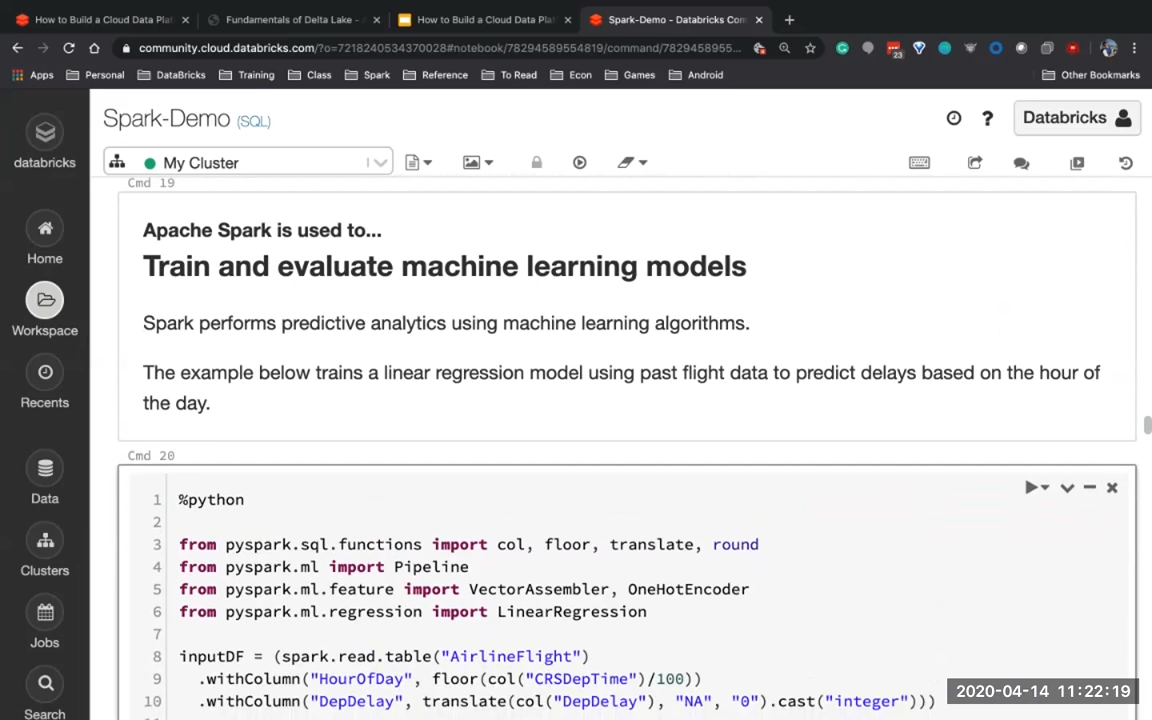 How to Build a Cloud Data Plat
Fundamentals of Delta Lake -
How to Build a Cloud Data Plat
Spark-Demo - Databricks Com
community.cloud.databricks.com/?o=7218240534370028#notebook/78294589554819/command/7829458955...
23
Apps
Personal
DataBricks
Training
Class
Spark
Reference
To Read
Econ
Games
Android
Other Bookmarks
databricks
Home
Workspace
Recents
Data
Clusters
Jobs
Search
Spark-Demo (SQL)
? Databricks
My Cluster
Cmd 19
Apache Spark is used to...
Train and evaluate machine learning models
Spark performs predictive analytics using machine learning algorithms.
The example below trains a linear regression model using past flight data to predict delays based on the hour of
the day.
Cmd 20
1 %python
2
3 from pyspark.sql.functions import col, floor, translate, round
4 from pyspark.ml import Pipeline
5 from pyspark.ml.feature import VectorAssembler, OneHotEncoder
6 from pyspark.ml.regression import LinearRegression
7
8 inputDF = (spark.read.table("AirlineFlight")
9 .withColumn("HourOfDay", floor(col("CRSDepTime")/100))
10 .withColumn("DepDelay", translate(col("DepDelay"), "NA", "0").cast("integer")))
2020-04-14 11:22:19